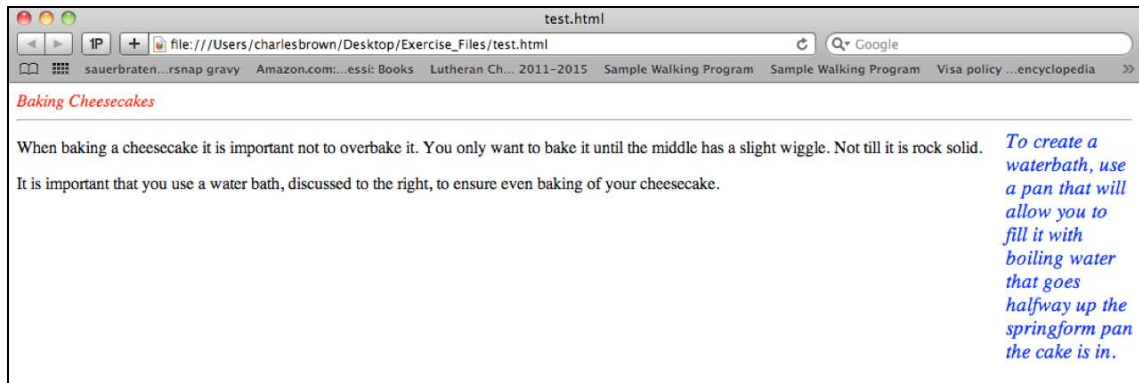 test.html
1P + file:///Users/charlesbrown/Desktop/Exercise_Files/test.html Google
sauerbraten...rsnap gravy Amazon.com:...essi: Books Lutheran Ch... 2011-2015 Sample Walking Program Sample Walking Program Visa policy ...encyclopedia >>
Baking Cheesecakes
When baking a cheesecake it is important not to overbake it. You only want to bake it until the middle has a slight wiggle. Not till it is rock solid.
It is important that you use a water bath, discussed to the right, to ensure even baking of your cheesecake.
To create a
waterbath, use
a pan that will
allow you to
fill it with
boiling water
that goes
halfway up the
springform pan
the cake is in.